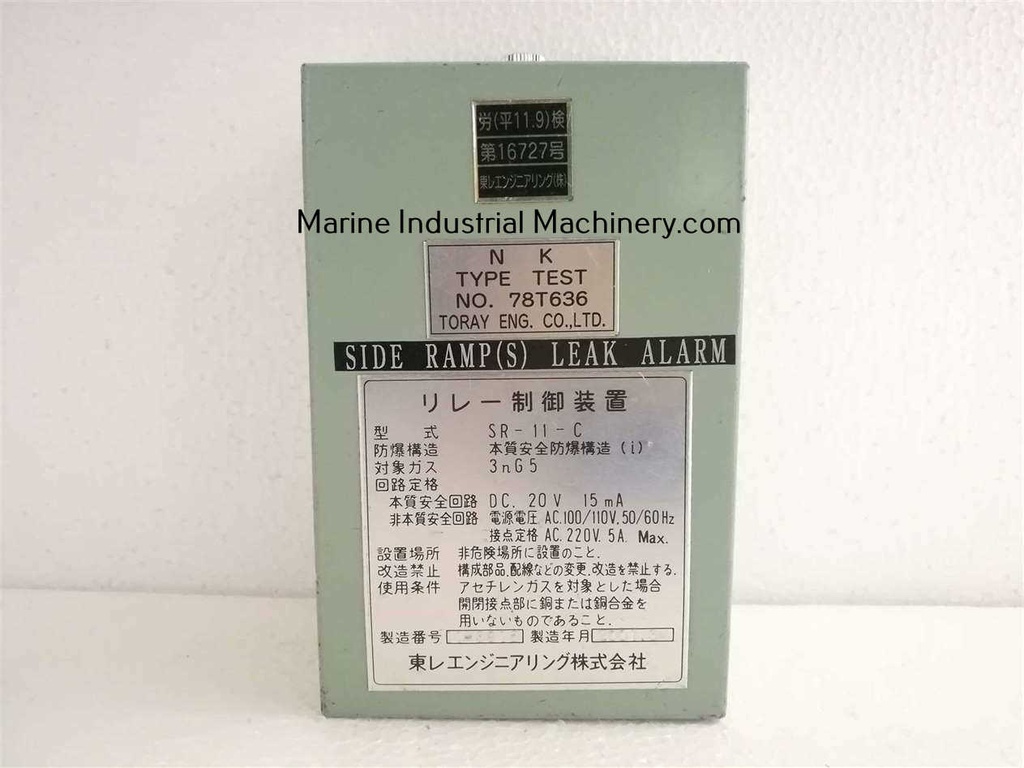 労(平11.9)検
第16727号
東レエンジニアリング(株)
Marine Industrial Machinery.com
N K
TYPE TEST
NO. 78T636
TORAY ENG. CO.,LTD.
SIDE RAMP(S) LEAK ALARM
リレー制御装置
型式 SR-11-C
防爆構造 本質安全防爆構造 (i)
対象ガス 3nG5
回路定格
本質安全回路 DC. 20V 15mA
非本質安全回路 電源電圧 AC.100/110V.50/60Hz
接点定格 AC. 220V. 5A. Max.
設置場所 非危険場所に設置のこと.
改造禁止 構成部品,配線などの変更,改造を禁止する.
使用条件 アセチレンガスを対象とした場合
開閉接点部に銅または銅合金を
用いないものであること.
製造番号 製造年月
東レエンジニアリング株式会社